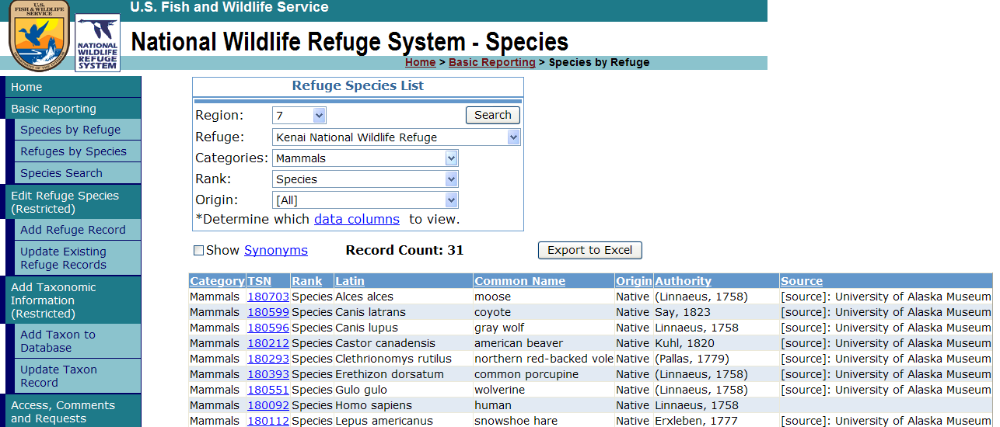 U.S. Fish and Wildlife Service
U.S.
FISH & WILDLIFE
SERVICE
NATIONAL
WILDLIFE
REFUGE
SYSTEM
National Wildlife Refuge System - Species
Home > Basic Reporting > Species by Refuge
Home
Basic Reporting
Species by Refuge
Refuges by Species
Species Search
Edit Refuge Species
(Restricted)
Add Refuge Record
Update Existing
Refuge Records
Add Taxonomic
Information
(Restricted)
Add Taxon to
Database
Update Taxon
Record
Access, Comments
and Requests
Refuge Species List
Region: 7 Search
Refuge: Kenai National Wildlife Refuge
Categories: Mammals
Rank: Species
Origin: [All]
*Determine which data columns to view.
Show Synonyms Record Count: 31 Export to Excel
Category TSN Rank Latin Common Name Origin Authority Source
Mammals 180703 Species Alces alces moose Native (Linnaeus, 1758) [source]: University of Alaska Museum
Mammals 180599 Species Canis latrans coyote Native Say, 1823 [source]: University of Alaska Museum
Mammals 180596 Species Canis lupus gray wolf Native Linnaeus, 1758 [source]: University of Alaska Museum
Mammals 180212 Species Castor canadensis american beaver Native Kuhl, 1820 [source]: University of Alaska Museum
Mammals 180293 Species Clethrionomys rutilus northern red-backed vole Native (Pallas, 1779) [source]: University of Alaska Museum
Mammals 180393 Species Erethizon dorsatum common porcupine Native (Linnaeus, 1758) [source]: University of Alaska Museum
Mammals 180551 Species Gulo gulo wolverine Native (Linnaeus, 1758) [source]: University of Alaska Museum
Mammals 180092 Species Homo sapiens human Native Linnaeus, 1758
Mammals 180112 Species Lepus americanus snowshoe hare Native Erxleben, 1777 [source]: University of Alaska Museum